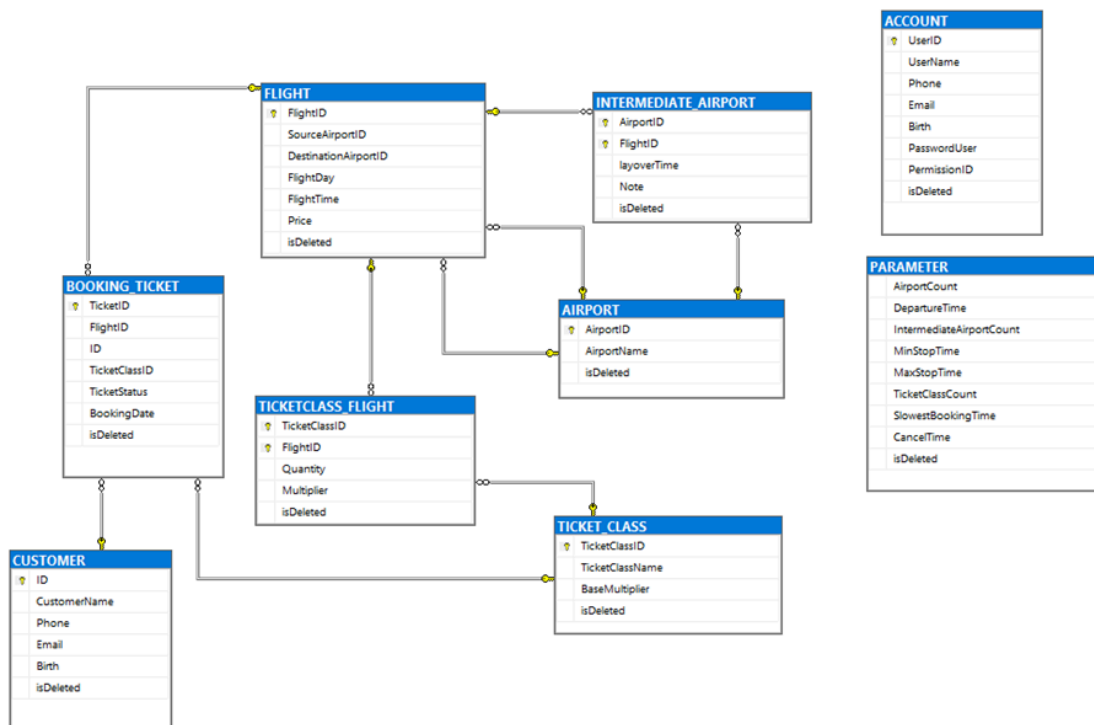 ACCOUNT
UserID
UserName
Phone
Email
Birth
PasswordUser
PermissionID
isDeleted
FLIGHT
FlightID
SourceAirportID
DestinationAirportID
FlightDay
FlightTime
Price
isDeleted
INTERMEDIATE_AIRPORT
AirportID
FlightID
layoverTime
Note
isDeleted
PARAMETER
AirportCount
DepartureTime
IntermediateAirportCount
MinStopTime
MaxStopTime
TicketClassCount
SlowestBookingTime
CancelTime
isDeleted
BOOKING_TICKET
TicketID
FlightID
ID
TicketClassID
TicketStatus
BookingDate
isDeleted
AIRPORT
AirportID
AirportName
isDeleted
TICKETCLASS_FLIGHT
TicketClassID
FlightID
Quantity
Multiplier
isDeleted
TICKET_CLASS
TicketClassID
TicketClassName
BaseMultiplier
isDeleted
CUSTOMER
ID
CustomerName
Phone
Email
Birth
isDeleted